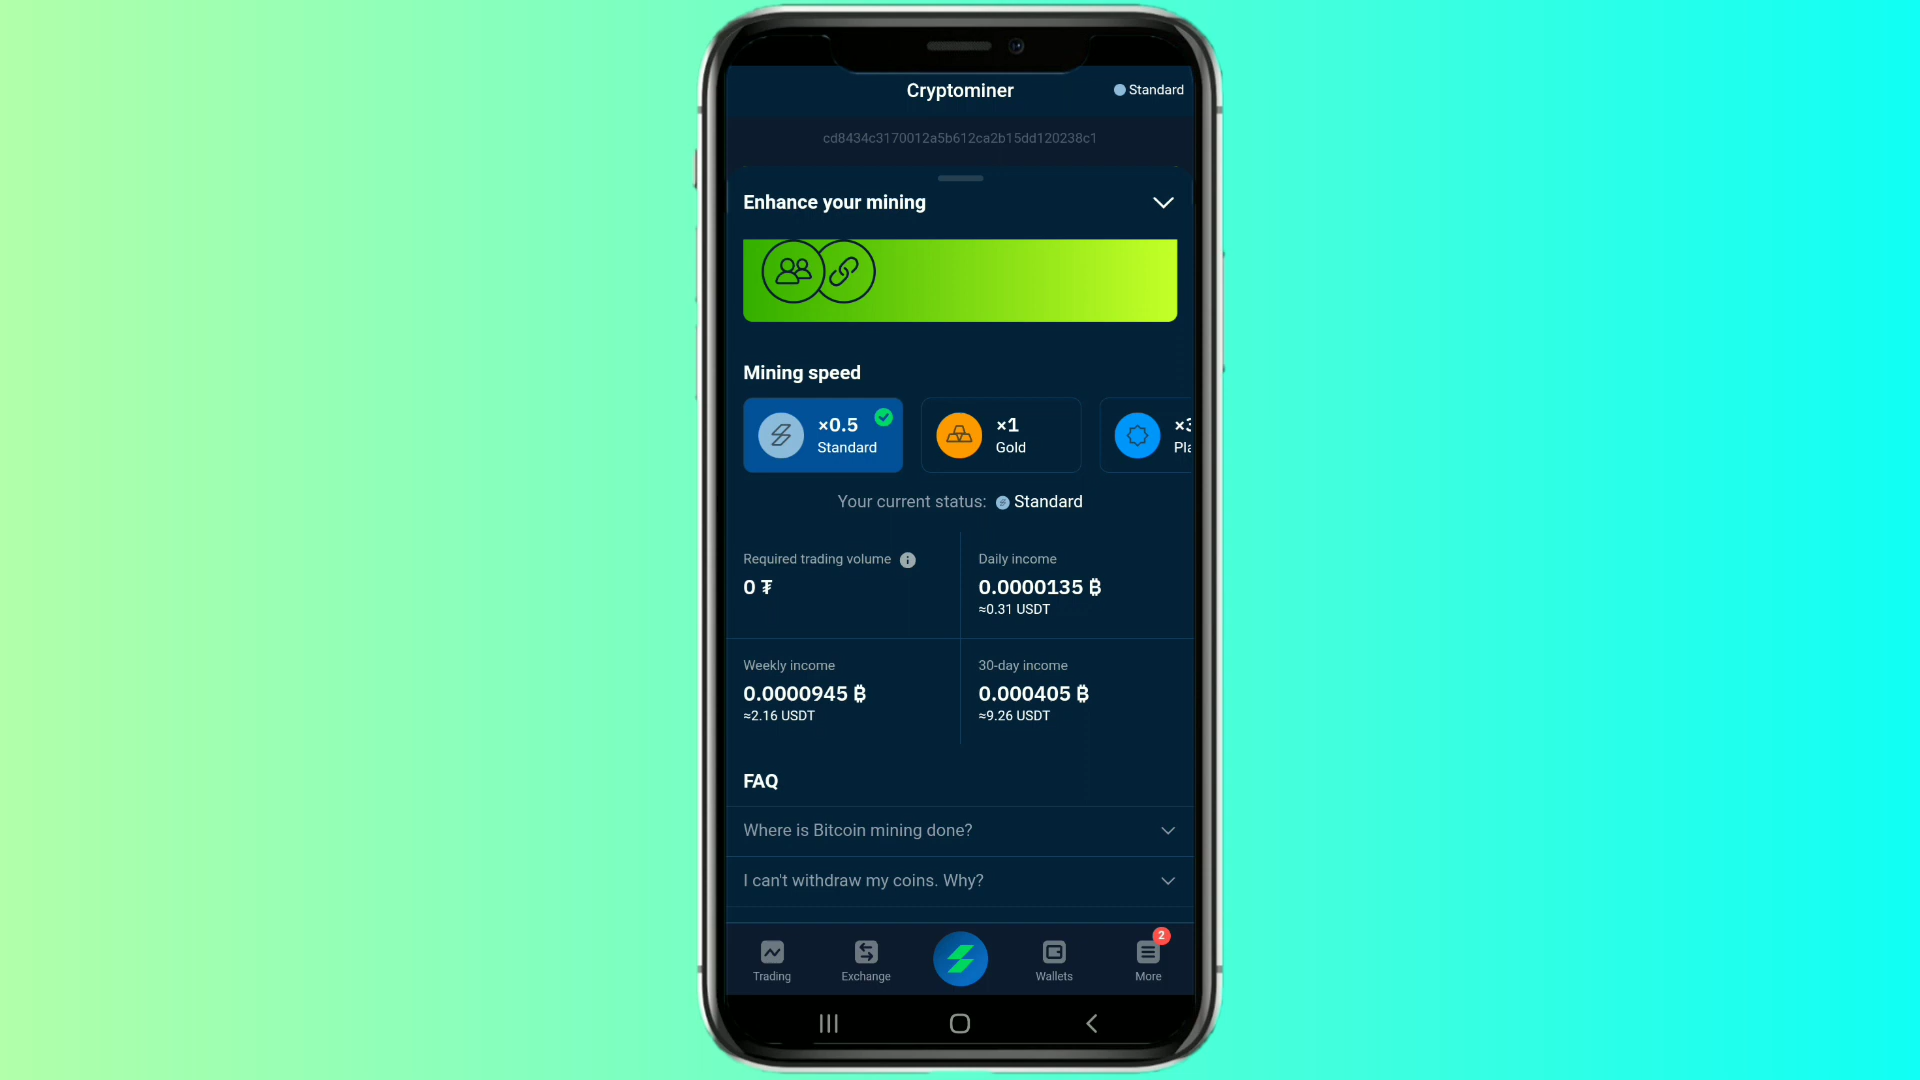 Cryptominer
Standard
cd8434c3170012a5b612ca2b15dd120238c1
Enhance your mining
Mining speed
×0.5
Standard
×1
Gold
×3
Pla
Your current status: Standard
Required trading volume
0 ₮
Daily income
0.0000135 ₿
≈0.31 USDT
Weekly income
0.0000945 ₿
≈2.16 USDT
30-day income
0.000405 ₿
≈9.26 USDT
FAQ
Where is Bitcoin mining done?
I can't withdraw my coins. Why?
2
Trading
Exchange
Wallets
More